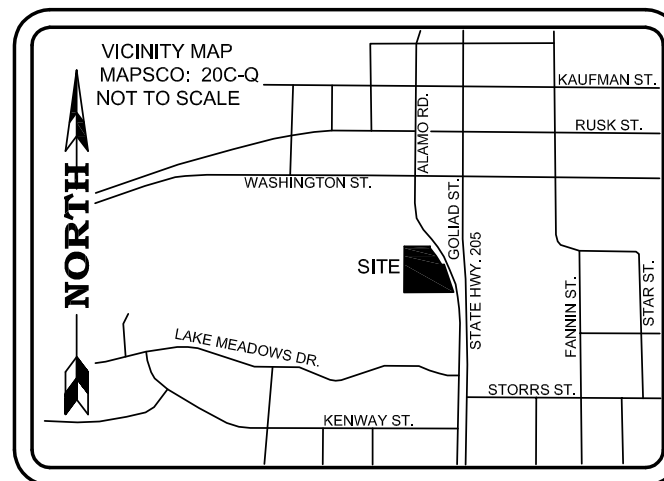 VICINITY MAP
MAPSCO: 20C-Q
NOT TO SCALE
KAUFMAN ST.
RUSK ST.
ALAMO RD.
WASHINGTON ST.
GOLIAD ST.
SITE
STATE HWY. 205
NORTH
FANNIN ST.
STAR ST.
LAKE MEADOWS DR.
STORRS ST.
KENWAY ST.